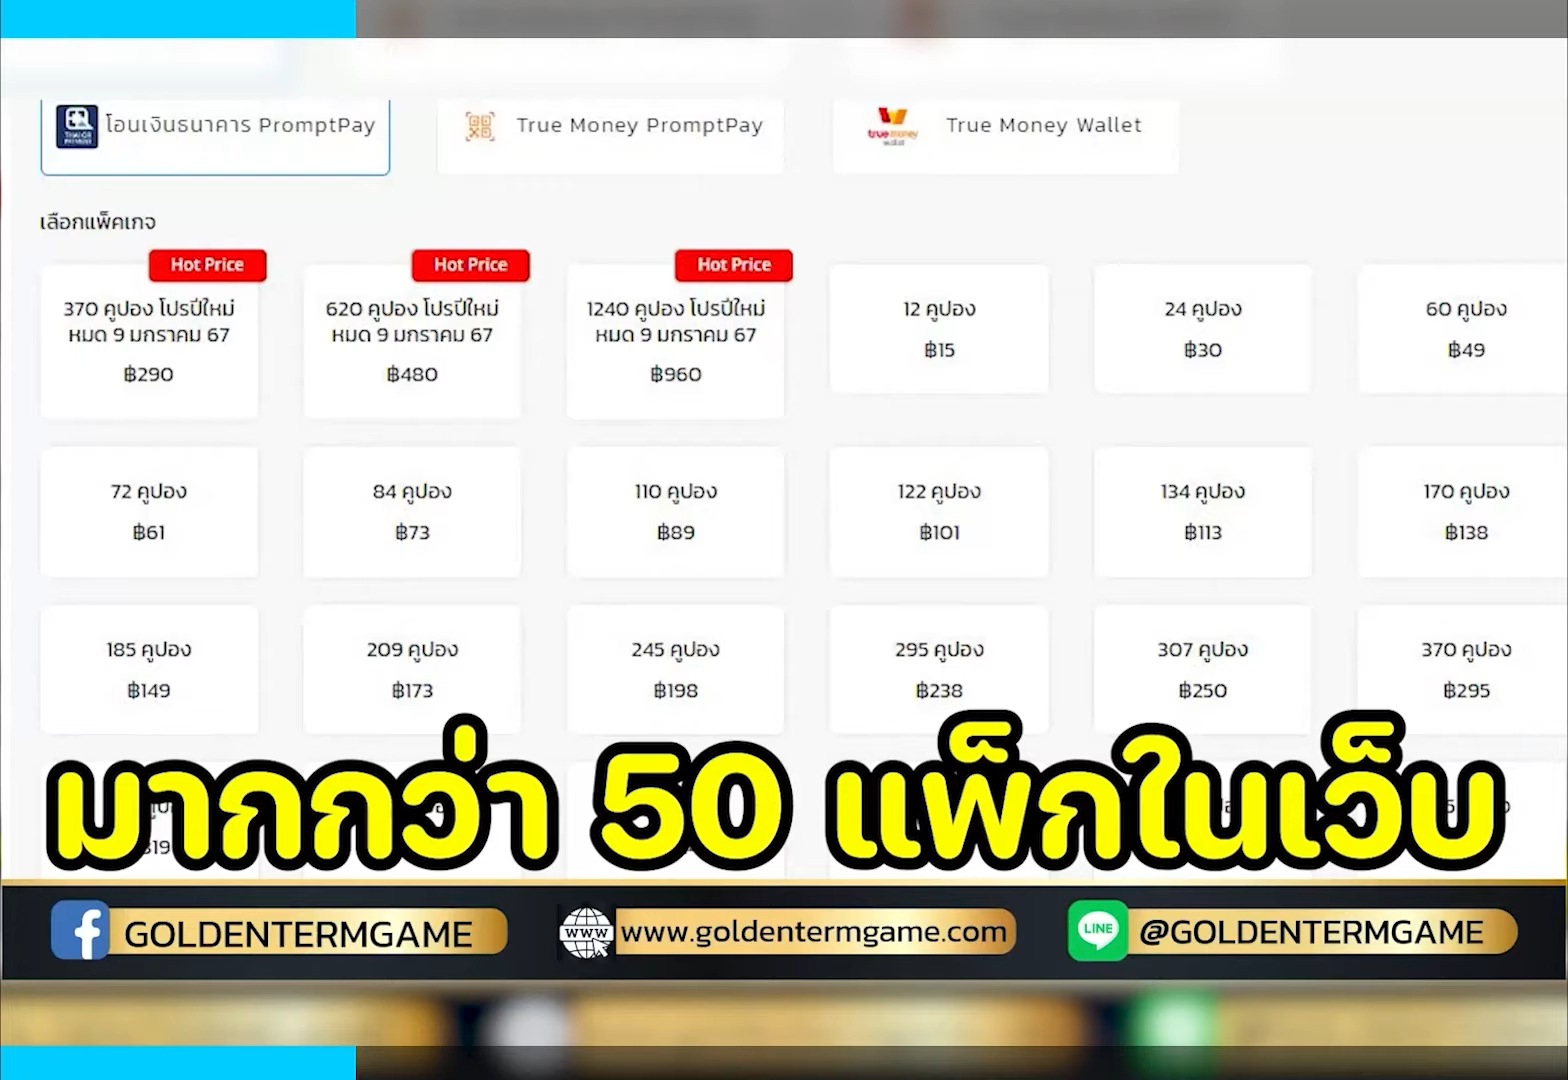 โอนเงินธนาคาร PromptPay
True Money PromptPay
true money
wallet
True Money Wallet
เลือกแพ็คเกจ
Hot Price
Hot Price
Hot Price
370 คูปอง โปรปีใหม่
หมด 9 มกราคม 67
฿290
620 คูปอง โปรปีใหม่
หมด 9 มกราคม 67
฿480
1240 คูปอง โปรปีใหม่
หมด 9 มกราคม 67
฿960
12 คูปอง
฿15
24 คูปอง
฿30
60 คูปอง
฿49
72 คูปอง
฿61
84 คูปอง
฿73
110 คูปอง
฿89
122 คูปอง
฿101
134 คูปอง
฿113
170 คูปอง
฿138
185 คูปอง
฿149
209 คูปอง
฿173
245 คูปอง
฿198
295 คูปอง
฿238
307 คูปอง
฿250
370 คูปอง
฿295
มากกว่า 50 แพ็กในเว็บ
GOLDENTERMGAME
www
www.goldentermgame.com
LINE
@GOLDENTERMGAME